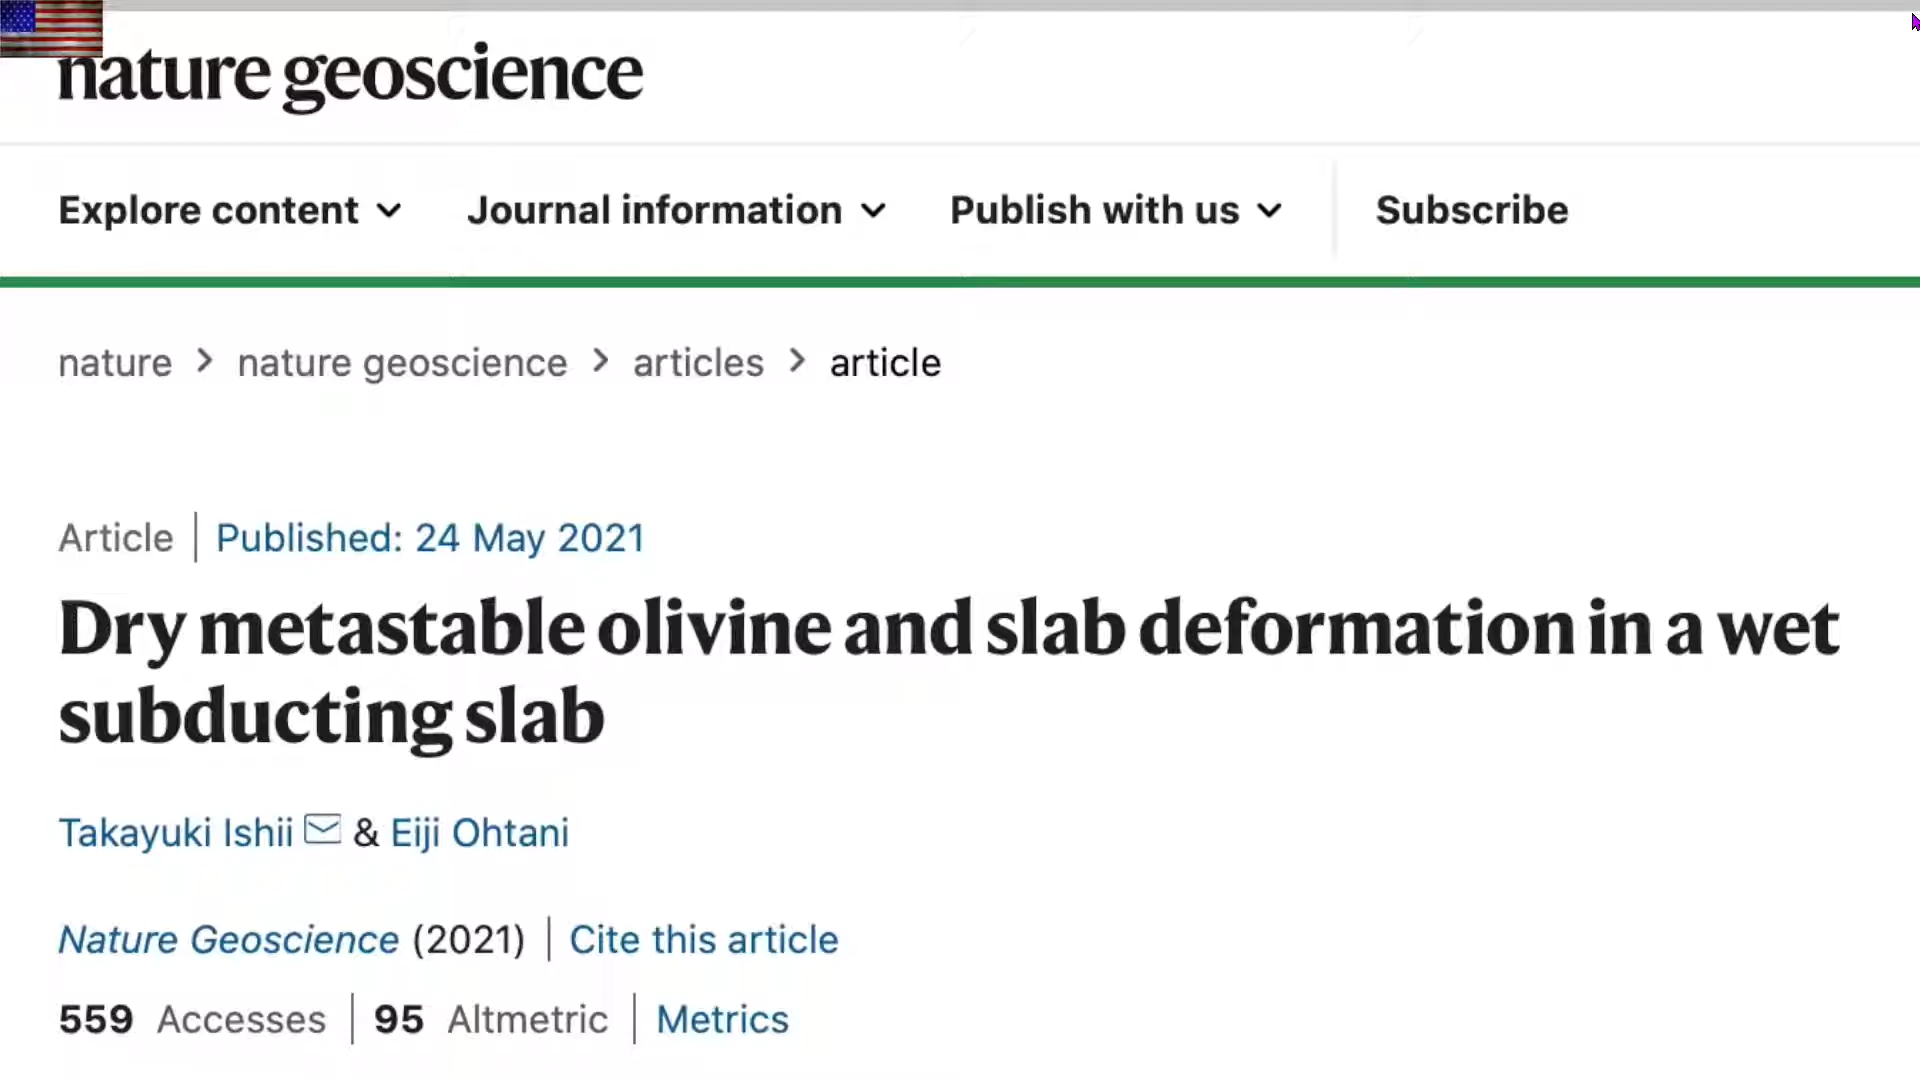 nature geoscience
Explore content Journal information Publish with us Subscribe
nature > nature geoscience > articles > article
Article | Published: 24 May 2021
Dry metastable olivine and slab deformation in a wet
subducting slab
Takayuki Ishii & Eiji Ohtani
Nature Geoscience (2021) | Cite this article
559 Accesses | 95 Altmetric | Metrics